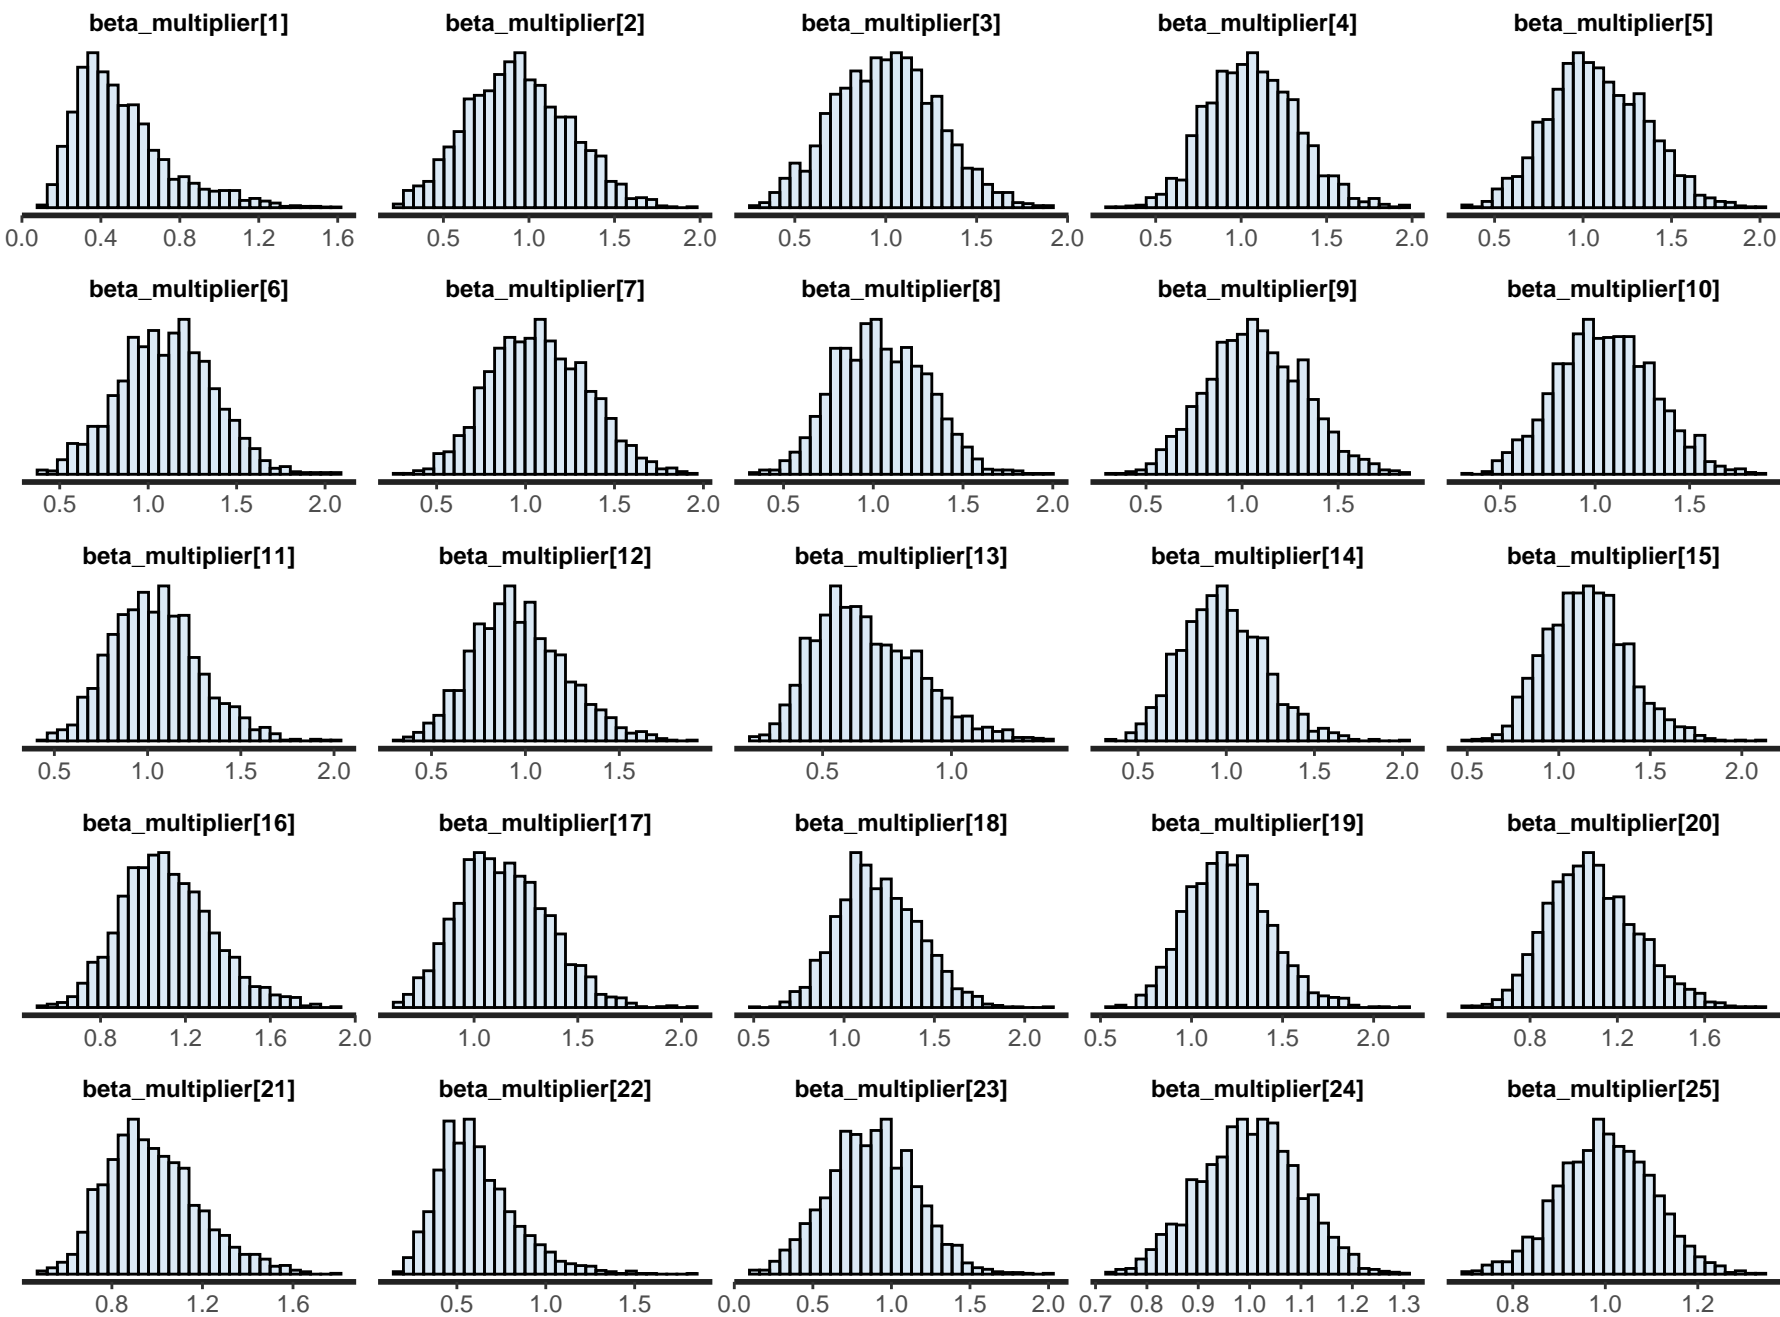 beta_multiplier[1] beta_multiplier[2] beta_multiplier[3] beta_multiplier[4] beta_multiplier[5]
0.0 0.4 0.8 1.2 1.6 0.5 1.0 1.5 2.0 0.5 1.0 1.5 2.0 0.5 1.0 1.5 2.0 0.5 1.0 1.5 2.0
beta_multiplier[6] beta_multiplier[7] beta_multiplier[8] beta_multiplier[9] beta_multiplier[10]
0.5 1.0 1.5 2.0 0.5 1.0 1.5 2.0 0.5 1.0 1.5 2.0 0.5 1.0 1.5 0.5 1.0 1.5
beta_multiplier[11] beta_multiplier[12] beta_multiplier[13] beta_multiplier[14] beta_multiplier[15]
0.5 1.0 1.5 2.0 0.5 1.0 1.5 0.5 1.0 0.5 1.0 1.5 2.0 0.5 1.0 1.5 2.0
beta_multiplier[16] beta_multiplier[17] beta_multiplier[18] beta_multiplier[19] beta_multiplier[20]
0.8 1.2 1.6 2.0 1.0 1.5 2.0 0.5 1.0 1.5 2.0 0.5 1.0 1.5 2.0 0.8 1.2 1.6
beta_multiplier[21] beta_multiplier[22] beta_multiplier[23] beta_multiplier[24] beta_multiplier[25]
0.8 1.2 1.6 0.5 1.0 1.5 0.0 0.5 1.0 1.5 2.0 0.7 0.8 0.9 1.0 1.1 1.2 1.3 0.8 1.0 1.2